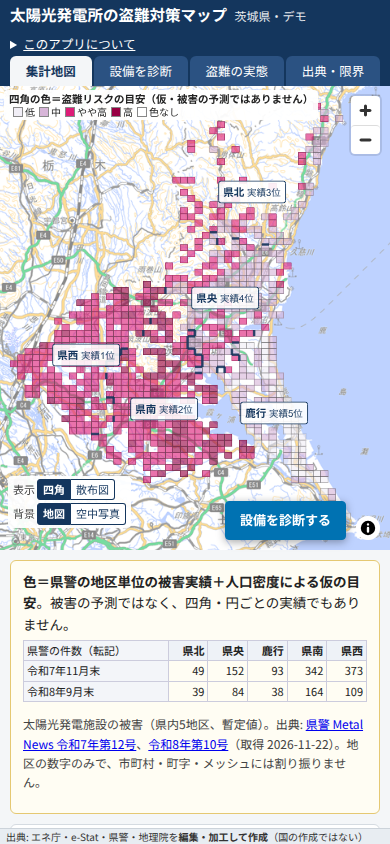 太陽光発電所の盗難対策マップ 茨城県・デモ
▶ このアプリについて
集計地図 設備を診断 盗難の実態 出典・限界
四角の色＝盗難リスクの目安（仮・被害の予測ではありません）
低 中 やや高 高 色なし
+
−
栃 木
県北 実績3位
県央 実績4位
県西 実績1位
県南 実績2位
鹿行 実績5位
表示 四角 散布図
背景 地図 空中写真
設備を診断する
色＝県警の地区単位の被害実績＋人口密度による仮の目
安。被害の予測ではなく、四角・円ごとの実績でもあり
ません。
県警の件数（転記） 県北 県央 鹿行 県南 県西
令和7年11月末 49 152 93 342 373
令和8年9月末 39 84 38 164 109
太陽光発電施設の被害（県内5地区、暫定値）。出典: 県警 Metal
News 令和7年第12号、令和8年第10号（取得 2026-11-22）。地
区の数字のみで、市町村・町字・メッシュには割り振りませ
ん。
出典: エネ庁・e-Stat・県警・地理院を編集・加工して作成（国の作成ではない）